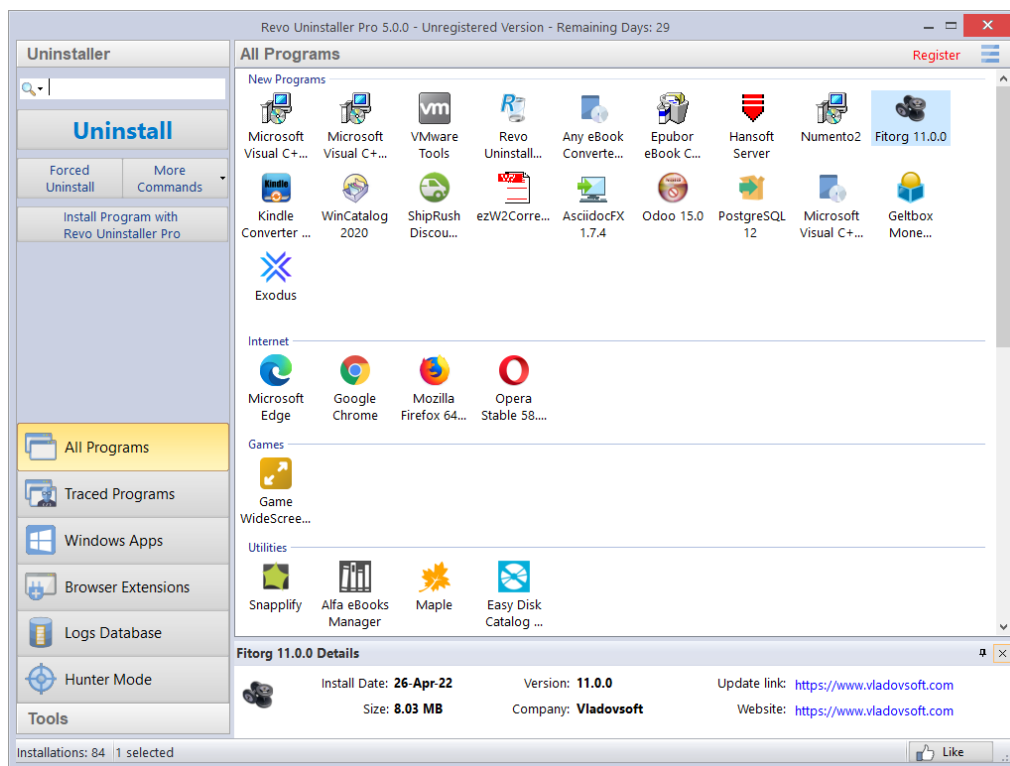 Revo Uninstaller Pro 5.0.0 - Unregistered Version - Remaining Days: 29
Uninstaller
Uninstall
Forced
Uninstall
More
Commands
Install Program with
Revo Uninstaller Pro
All Programs
Traced Programs
Windows Apps
Browser Extensions
Logs Database
Hunter Mode
Tools
All Programs
Register
New Programs
Microsoft
Visual C+...
Microsoft
Visual C+...
VMware
Tools
Revo
Uninstall...
Any eBook
Converte...
Epubor
eBook C...
Hansoft
Server
Numento2
Fitorg 11.0.0
Kindle
Converter ...
WinCatalog
2020
ShipRush
Discou...
ezW2Corre...
AsciidocFX
1.7.4
Odoo 15.0
PostgreSQL
12
Microsoft
Visual C+...
Geltbox
Mone...
Exodus
Internet
Microsoft
Edge
Google
Chrome
Mozilla
Firefox 64...
Opera
Stable 58....
Games
Game
WideScree...
Utilities
Snapplify
Alfa eBooks
Manager
Maple
Easy Disk
Catalog ...
Fitorg 11.0.0 Details
Install Date: 26-Apr-22
Version: 11.0.0
Update link: https://www.vladovsoft.com
Size: 8.03 MB
Company: Vladovsoft
Website: https://www.vladovsoft.com
Installations: 84
1 selected
Like